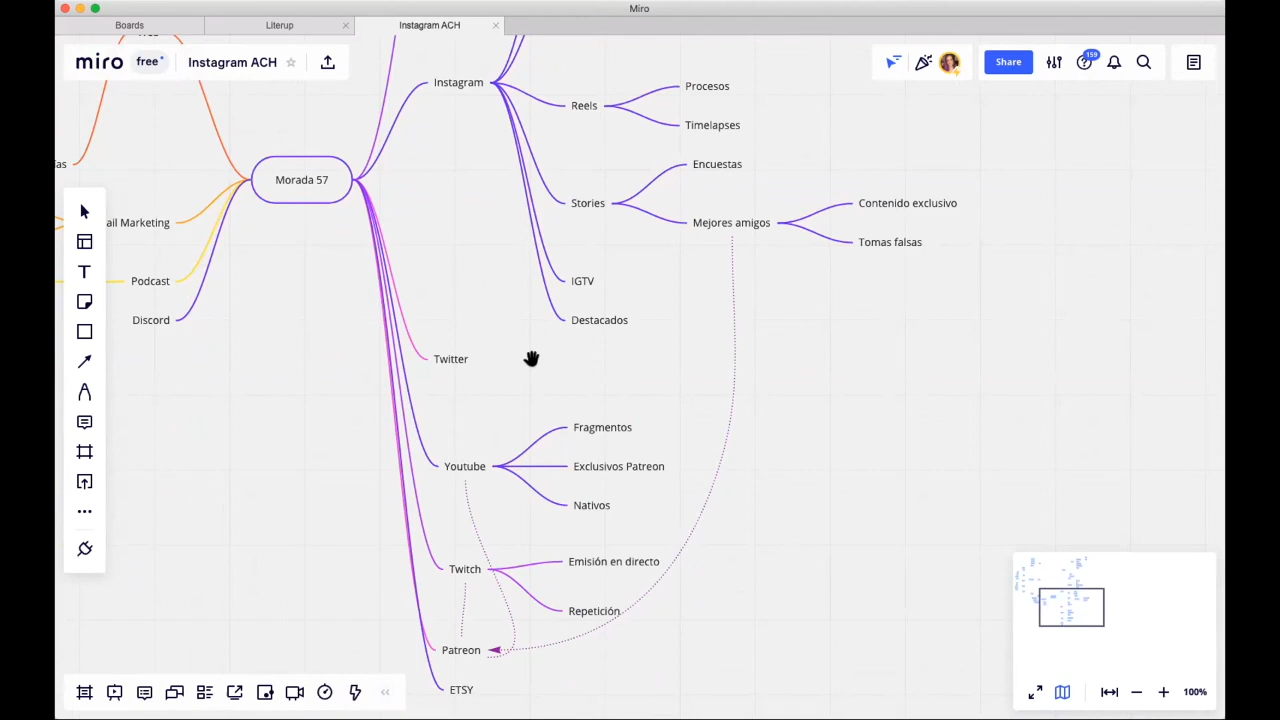 Miro
Boards
Literup
Instagram ACH
miro
free
Instagram ACH
Share
159
Instagram
Reels
Procesos
Timelapses
Morada 57
Stories
Encuestas
Mejores amigos
Contenido exclusivo
Tomas falsas
ail Marketing
Podcast
Discord
IGTV
Destacados
Twitter
Youtube
Fragmentos
Exclusivos Patreon
Nativos
Twitch
Emisión en directo
Repetición
Patreon
ETSY
100%